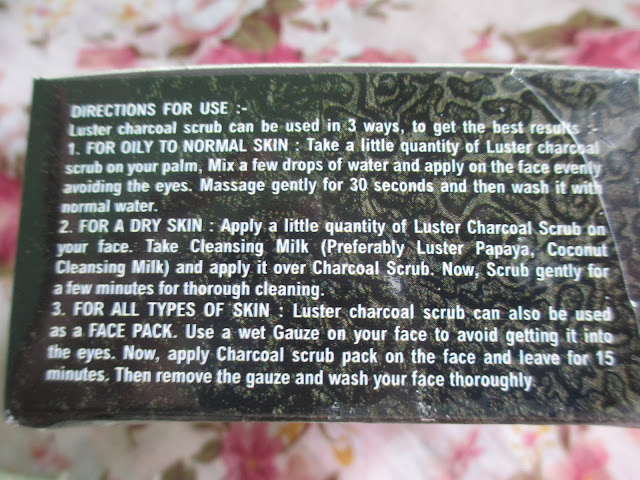 DIRECTIONS FOR USE :-
Luster charcoal scrub can be used in 3 ways, to get the best results :-
1. FOR OILY TO NORMAL SKIN : Take a little quantity of Luster charcoal
scrub on your palm, Mix a few drops of water and apply on the face evenly
avoiding the eyes. Massage gently for 30 seconds and then wash it with
normal water.
2. FOR A DRY SKIN : Apply a little quantity of Luster Charcoal Scrub on
your face. Take Cleansing Milk (Preferably Luster Papaya, Coconut
Cleansing Milk) and apply it over Charcoal Scrub. Now, Scrub gently for
a few minutes for thorough cleaning.
3. FOR ALL TYPES OF SKIN : Luster charcoal scrub can also be used
as a FACE PACK. Use a wet Gauze on your face to avoid getting it into
the eyes. Now, apply Charcoal scrub pack on the face and leave for 15
minutes. Then remove the gauze and wash your face thoroughly.